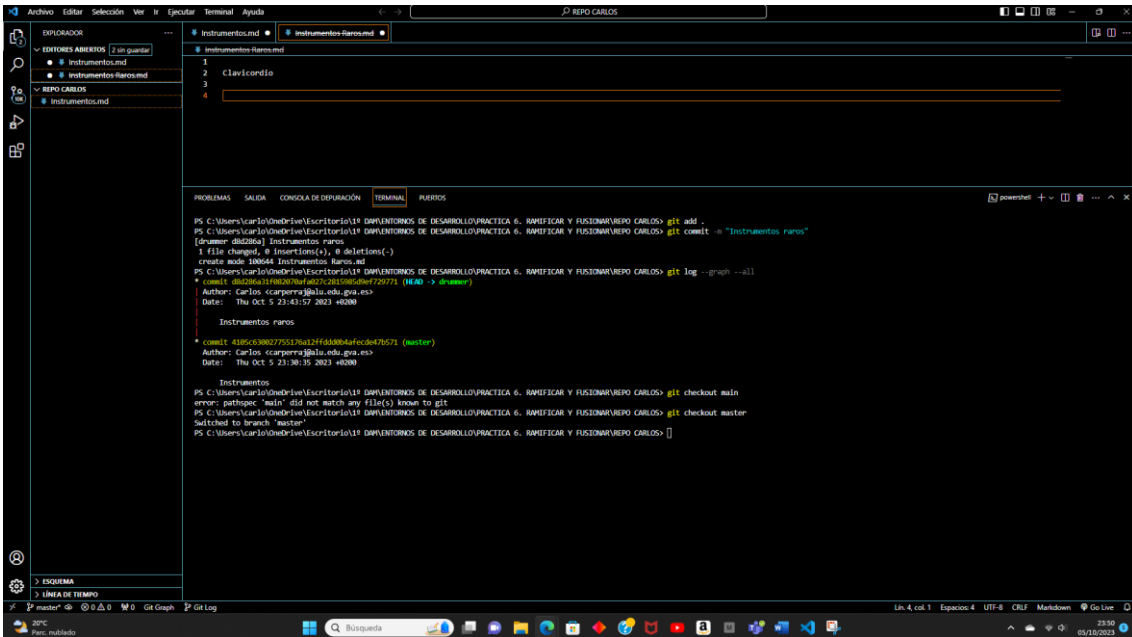 Archivo Editar Selección Ver Ir Ejecutar Terminal Ayuda
REPO CARLOS
EXPLORADOR
Instrumentos.md
Instrumentos Raros.md
EDITORES ABIERTOS 2 sin guardar
Instrumentos.md
Instrumentos Raros.md
REPO CARLOS
Instrumentos.md
Instrumentos Raros.md
1
2 Clavicordio
3
4
PROBLEMAS SALIDA CONSOLA DE DEPURACIÓN TERMINAL PUERTOS
powershell
PS C:\Users\carlo\OneDrive\Escritorio\1º DAM\ENTORNOS DE DESARROLLO\PRACTICA 6. RAMIFICAR Y FUSIONAR\REPO CARLOS> git add .
PS C:\Users\carlo\OneDrive\Escritorio\1º DAM\ENTORNOS DE DESARROLLO\PRACTICA 6. RAMIFICAR Y FUSIONAR\REPO CARLOS> git commit -m "Instrumentos raros"
[drummer d8d286a] Instrumentos raros
1 file changed, 0 insertions(+), 0 deletions(-)
create mode 100644 Instrumentos Raros.md
PS C:\Users\carlo\OneDrive\Escritorio\1º DAM\ENTORNOS DE DESARROLLO\PRACTICA 6. RAMIFICAR Y FUSIONAR\REPO CARLOS> git log --graph --all
* commit d8d286a31f082070afa027c2815985d9ef729771 (HEAD -> drummer)
Author: Carlos <carperraj@alu.edu.gva.es>
Date: Thu Oct 5 23:43:57 2023 +0200
Instrumentos raros
* commit 4105c630027755176a12ffddd0b4afecde47b571 (master)
Author: Carlos <carperraj@alu.edu.gva.es>
Date: Thu Oct 5 23:30:35 2023 +0200
Instrumentos
PS C:\Users\carlo\OneDrive\Escritorio\1º DAM\ENTORNOS DE DESARROLLO\PRACTICA 6. RAMIFICAR Y FUSIONAR\REPO CARLOS> git checkout main
error: pathspec 'main' did not match any file(s) known to git
PS C:\Users\carlo\OneDrive\Escritorio\1º DAM\ENTORNOS DE DESARROLLO\PRACTICA 6. RAMIFICAR Y FUSIONAR\REPO CARLOS> git checkout master
Switched to branch 'master'
PS C:\Users\carlo\OneDrive\Escritorio\1º DAM\ENTORNOS DE DESARROLLO\PRACTICA 6. RAMIFICAR Y FUSIONAR\REPO CARLOS>
ESQUEMA
LÍNEA DE TIEMPO
master* 0 0 0 Git Graph Git Log
Lín. 4, col. 1 Espacios: 4 UTF-8 CRLF Markdown Go Live
20°C
Parc. nublado
Búsqueda
23:50
05/10/2023